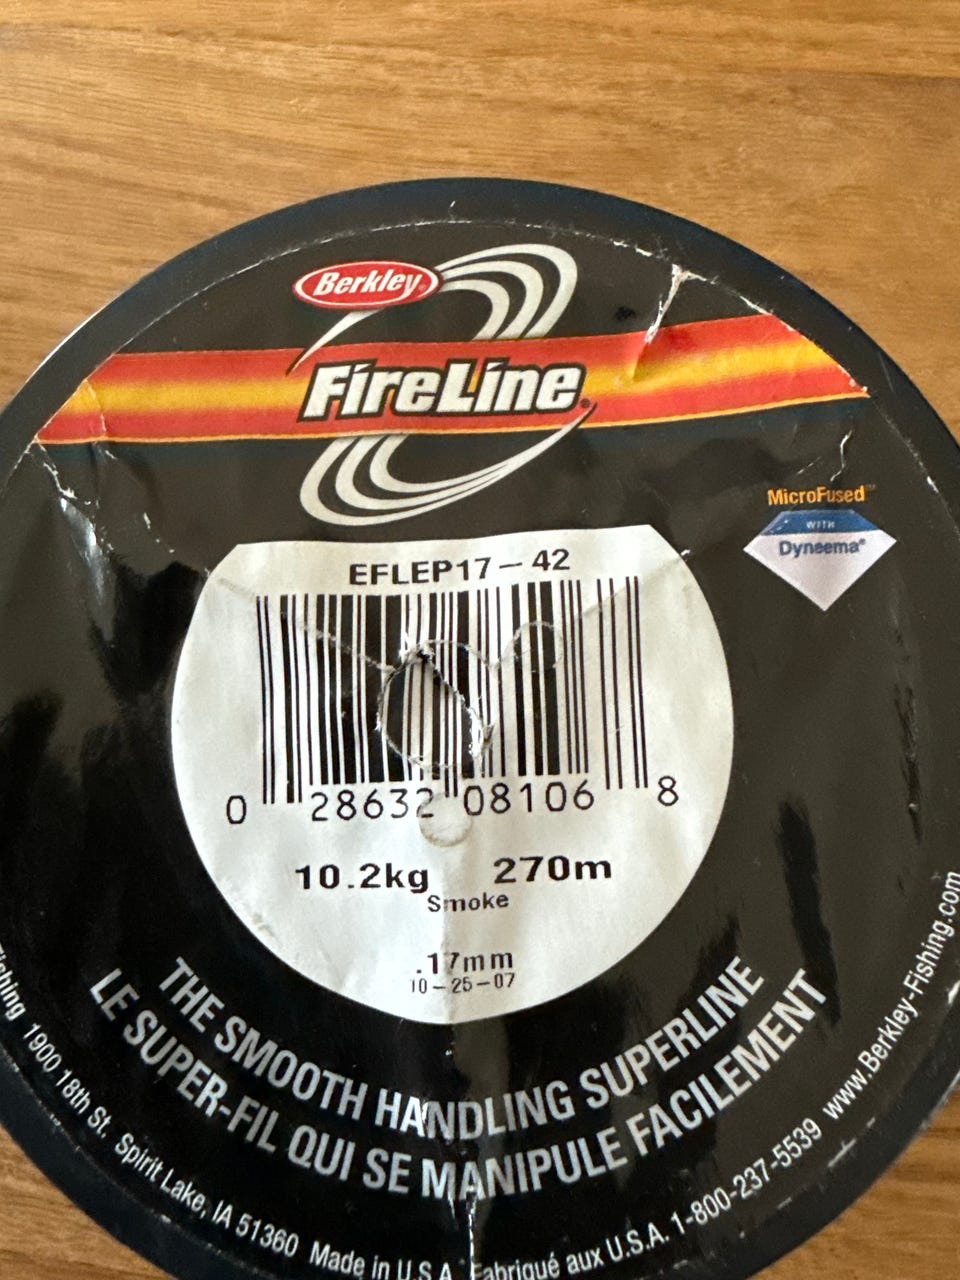 Berkley
FireLine®
MicroFused™
WITH
Dyneema®
EFLEP17-42
0 28632 08106 8
10.2kg 270m
Smoke
.17mm
10-25-07
THE SMOOTH HANDLING SUPERLINE
LE SUPER-FIL QUI SE MANIPULE FACILEMENT
1900 18th St. Spirit Lake, IA 51360 Made in U.S.A. Fabriqué aux U.S.A. 1-800-237-5539 www.Berkley-Fishing.com